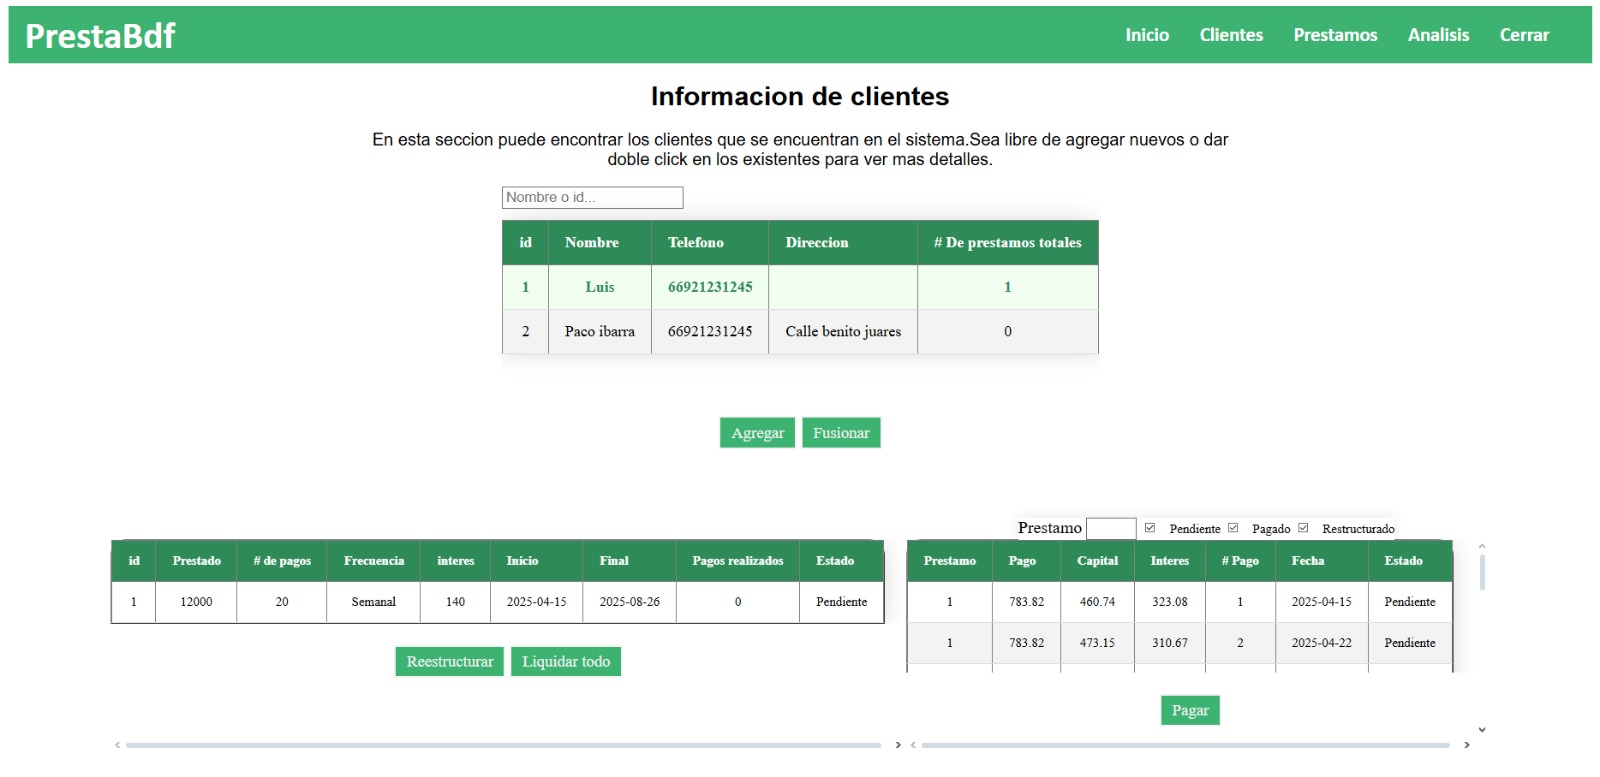 PrestaBdf Inicio Clientes Prestamos Analisis Cerrar
Informacion de clientes
En esta seccion puede encontrar los clientes que se encuentran en el sistema.Sea libre de agregar nuevos o dar
doble click en los existentes para ver mas detalles.
Nombre o id...
id Nombre Telefono Direccion # De prestamos totales
1 Luis 66921231245 1
2 Paco ibarra 66921231245 Calle benito juares 0
Agregar Fusionar
id Prestado # de pagos Frecuencia interes Inicio Final Pagos realizados Estado
1 12000 20 Semanal 140 2025-04-15 2025-08-26 0 Pendiente
Reestructurar Liquidar todo
Prestamo Pendiente Pagado Restructurado
Prestamo Pago Capital Interes # Pago Fecha Estado
1 783.82 460.74 323.08 1 2025-04-15 Pendiente
1 783.82 473.15 310.67 2 2025-04-22 Pendiente
Pagar